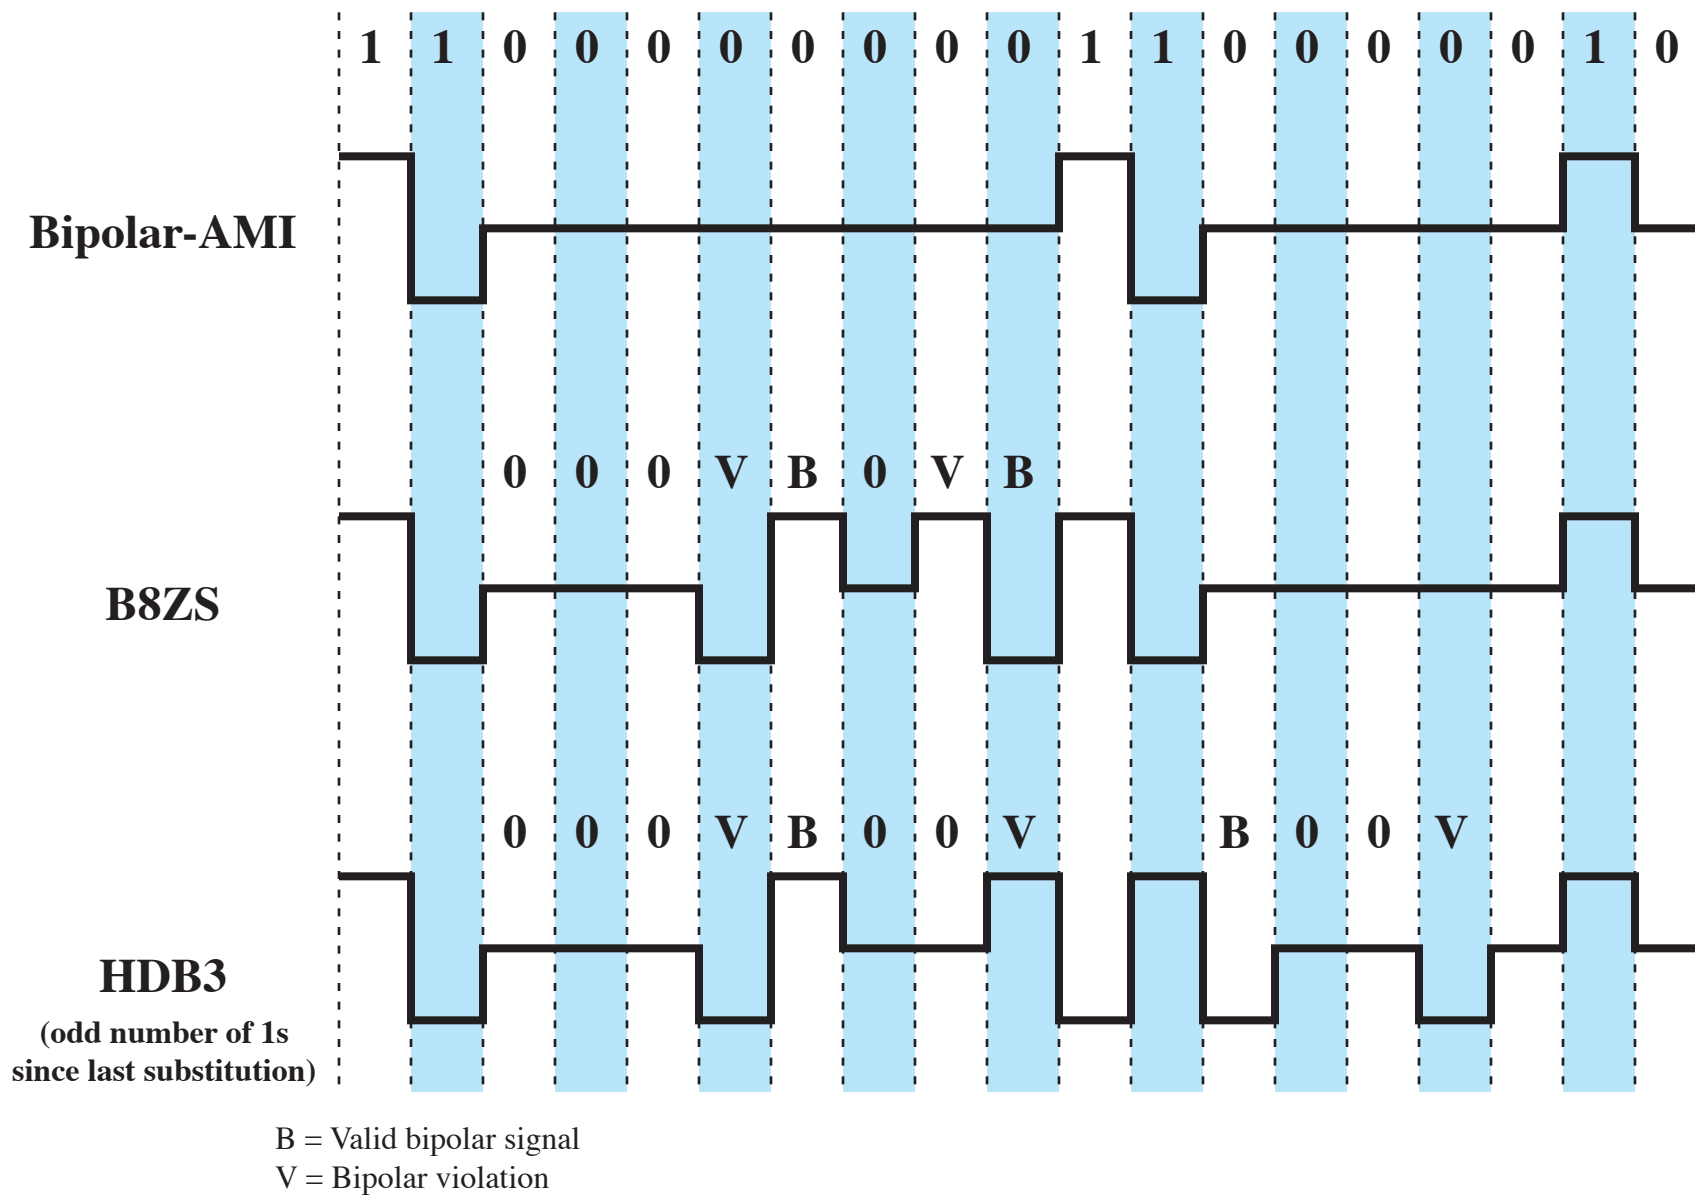 1 1 0 0 0 0 0 0 0 0 1 1 0 0 0 0 0 1 0
Bipolar-AMI
0 0 0 V B 0 V B
B8ZS
0 0 0 V B 0 0 V B 0 0 V
HDB3
(odd number of 1s
since last substitution)
B = Valid bipolar signal
V = Bipolar violation